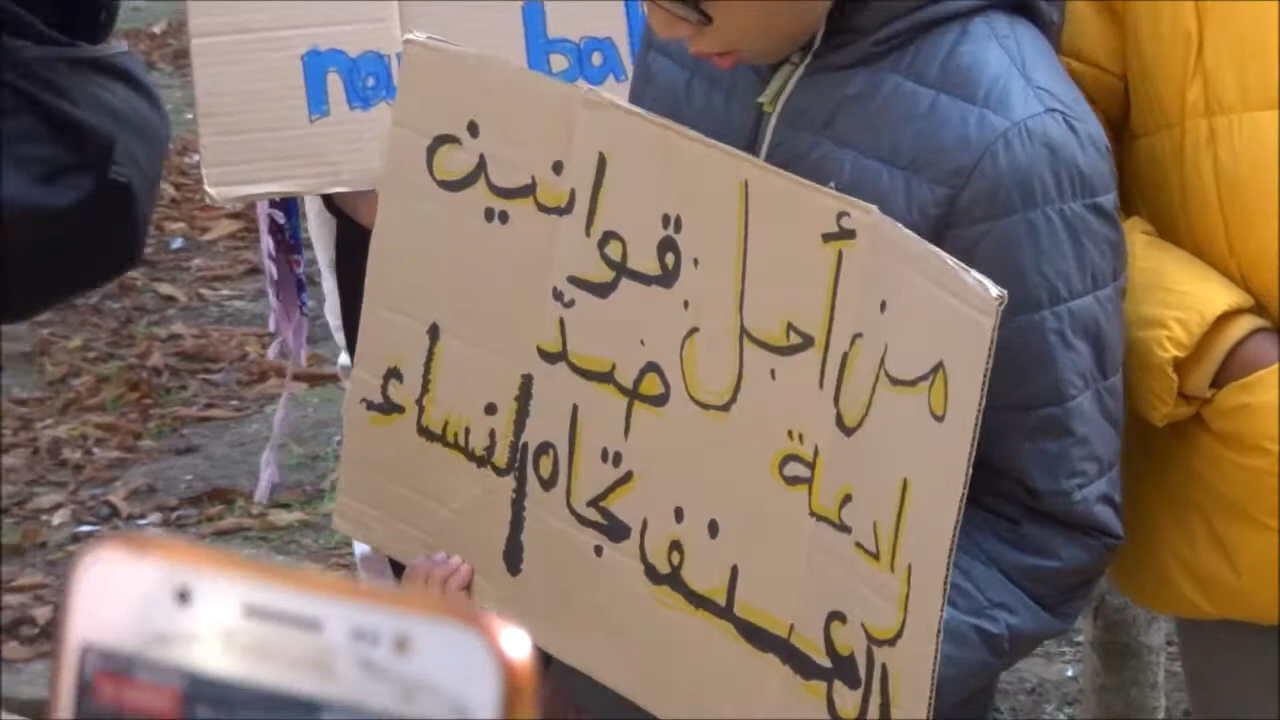 من أجل قوانين
رادعة ضدّ
العنف تجاه النساء